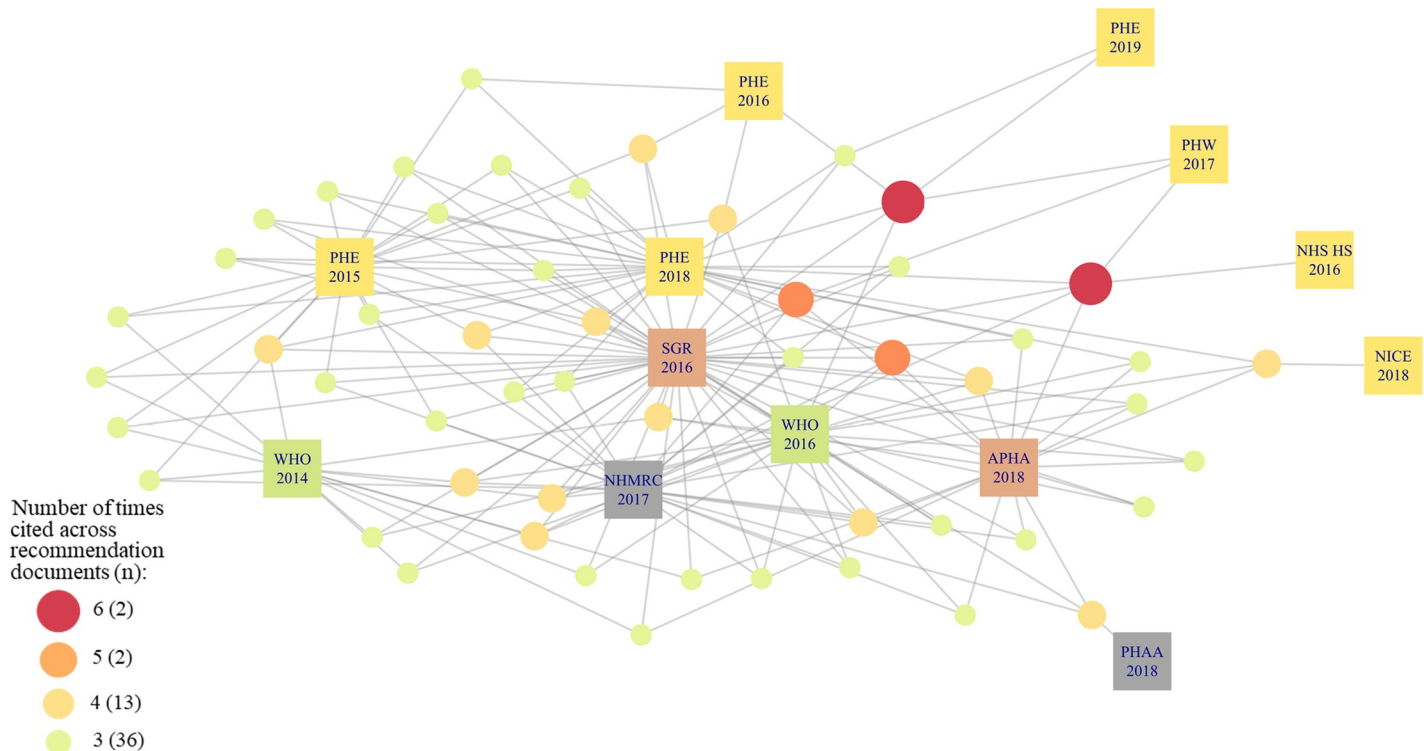 PHE
2019
PHE
2016
PHW
2017
NHS HS
2016
PHE
2015
PHE
2018
SGR
2016
NICE
2018
WHO
2016
WHO
2014
NHMRC
2017
APHA
2018
PHAA
2018
Number of times
cited across
recommendation
documents (n):
6 (2)
5 (2)
4 (13)
3 (36)